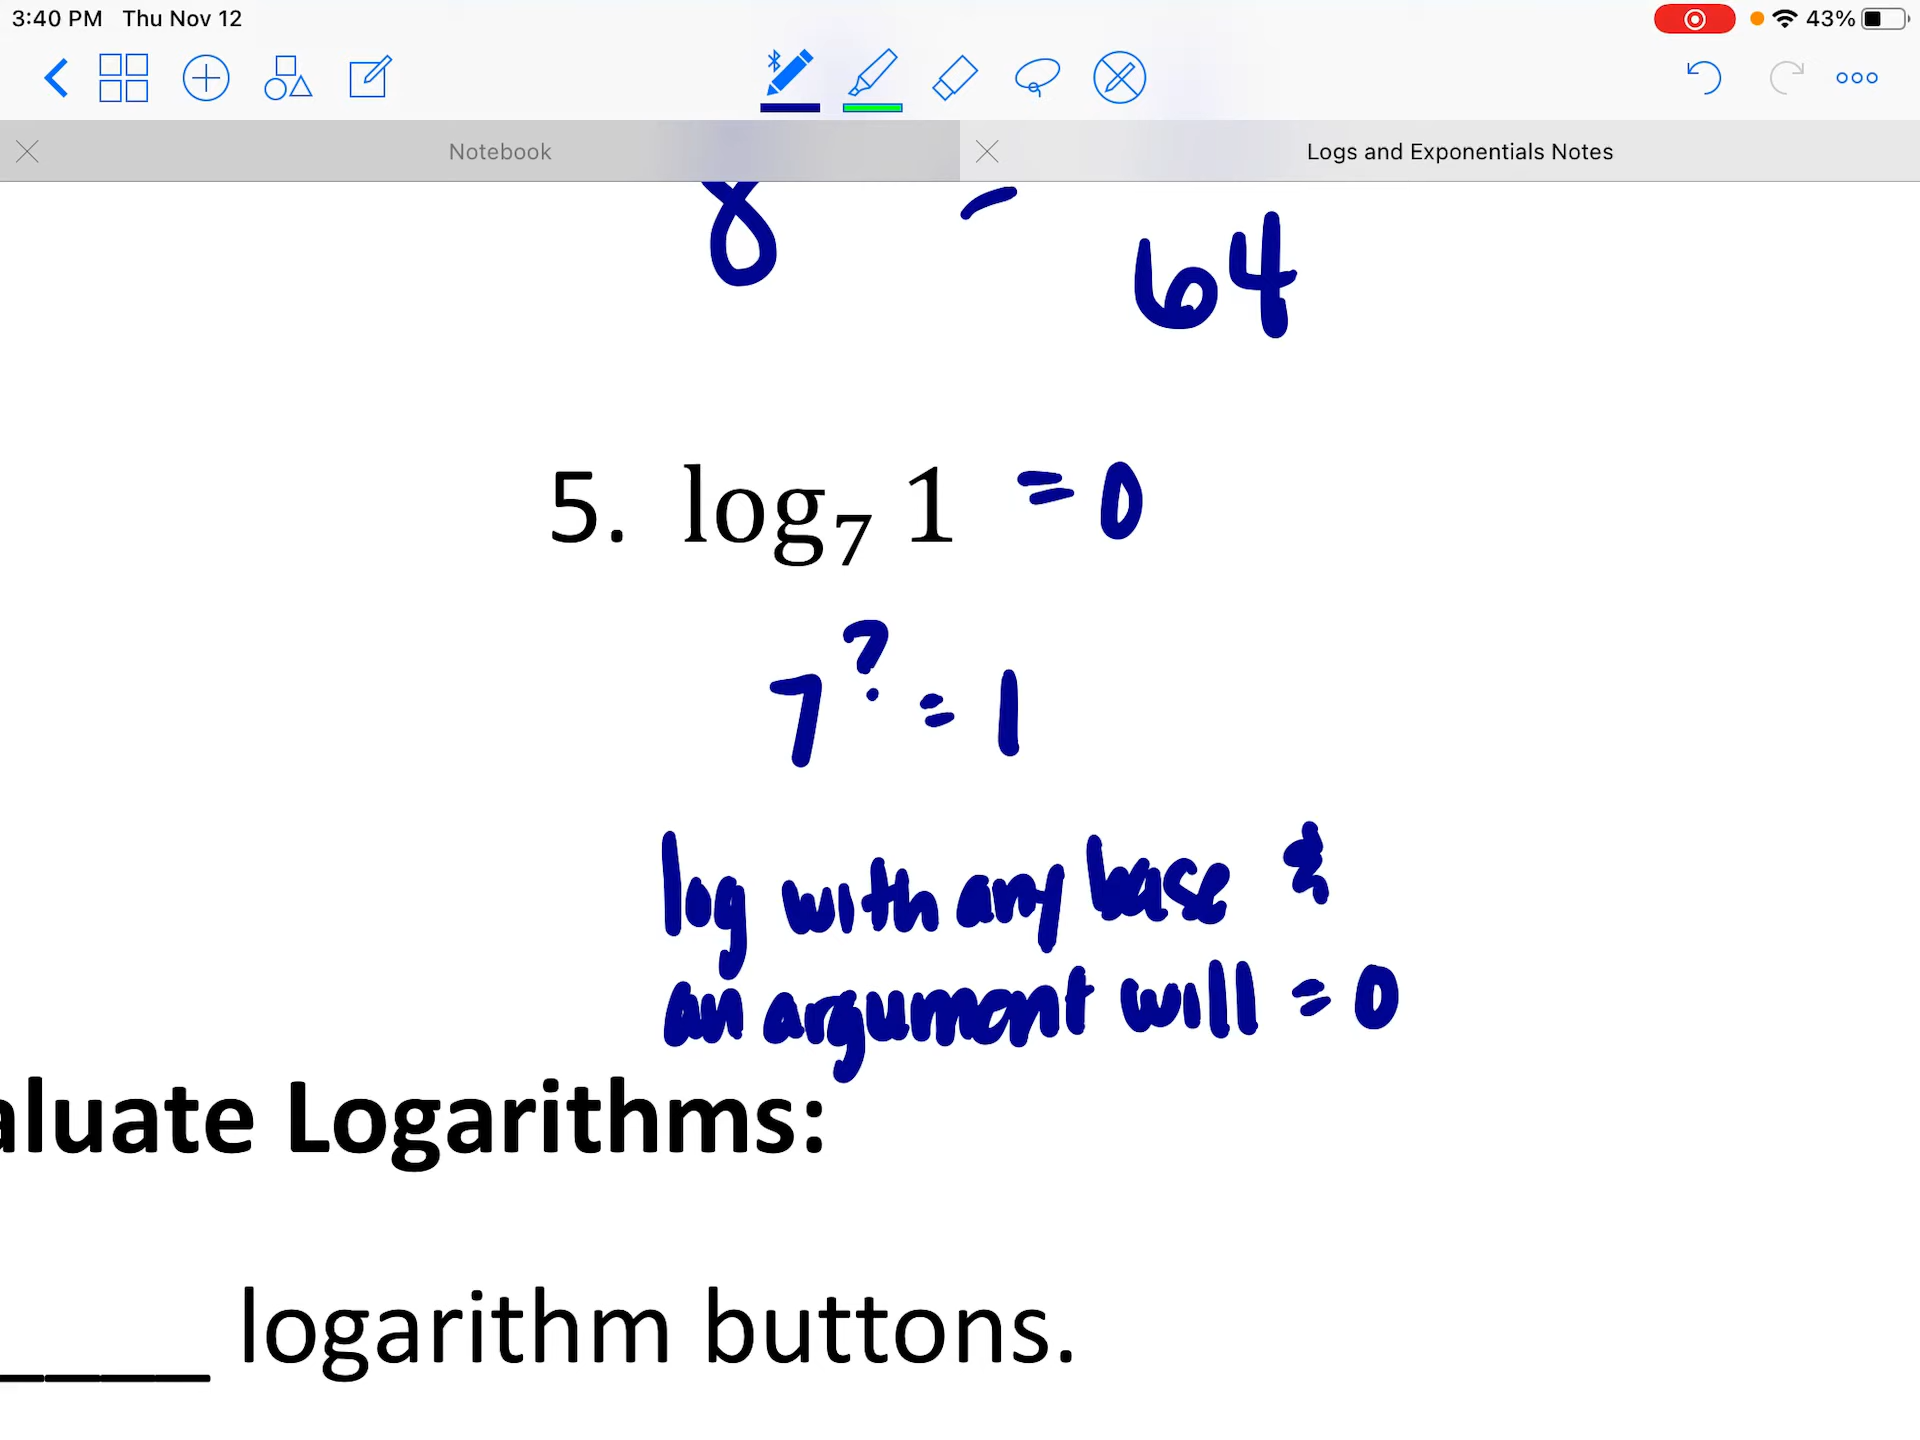 3:40 PM Thu Nov 12
43%
Notebook
Logs and Exponentials Notes
8 =
64
5. log₇ 1 = 0
7^? = 1
log with any base &
an argument will = 0
aluate Logarithms:
_____ logarithm buttons.